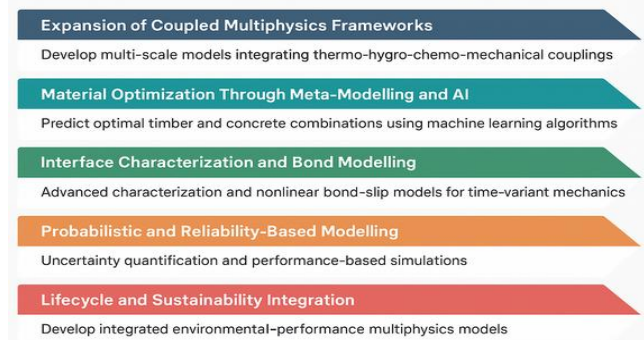 Expansion of Coupled Multiphysics Frameworks
Develop multi-scale models integrating thermo-hygro-chemo-mechanical couplings
Material Optimization Through Meta-Modelling and AI
Predict optimal timber and concrete combinations using machine learning algorithms
Interface Characterization and Bond Modelling
Advanced characterization and nonlinear bond-slip models for time-variant mechanics
Probabilistic and Reliability-Based Modelling
Uncertainty quantification and performance-based simulations
Lifecycle and Sustainability Integration
Develop integrated environmental-performance multiphysics models